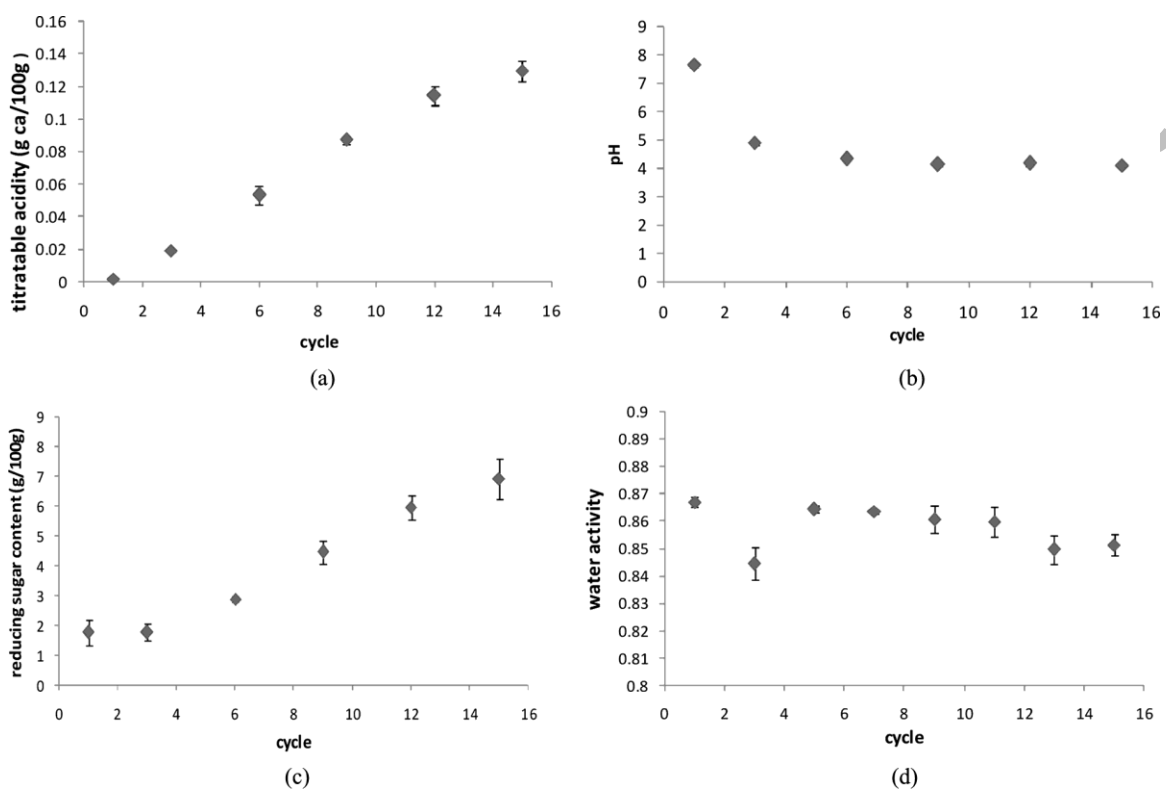 titratable acidity (g ca/100g)
0.16
0.14
0.12
0.1
0.08
0.06
0.04
0.02
0
0 2 4 6 8 10 12 14 16
cycle
(a)
pH
9
8
7
6
5
4
3
2
1
0
0 2 4 6 8 10 12 14 16
cycle
(b)
reducing sugar content (g/100g)
9
8
7
6
5
4
3
2
1
0
0 2 4 6 8 10 12 14 16
cycle
(c)
water activity
0.9
0.89
0.88
0.87
0.86
0.85
0.84
0.83
0.82
0.81
0.8
0 2 4 6 8 10 12 14 16
cycle
(d)